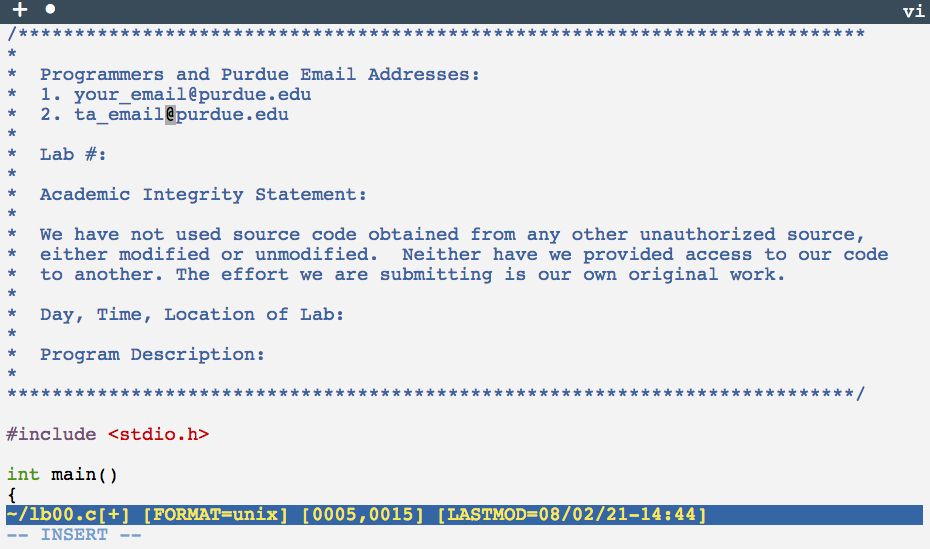 + • vi
/***************************************************************************
*
*  Programmers and Purdue Email Addresses:
*  1. your_email@purdue.edu
*  2. ta_email@purdue.edu
*
*  Lab #:
*
*  Academic Integrity Statement:
*
*  We have not used source code obtained from any other unauthorized source,
*  either modified or unmodified.  Neither have we provided access to our code
*  to another. The effort we are submitting is our own original work.
*
*  Day, Time, Location of Lab:
*
*  Program Description:
*
***************************************************************************/
#include <stdio.h>
int main()
{
~/lb00.c[+] [FORMAT=unix] [0005,0015] [LASTMOD=08/02/21-14:44]
-- INSERT --